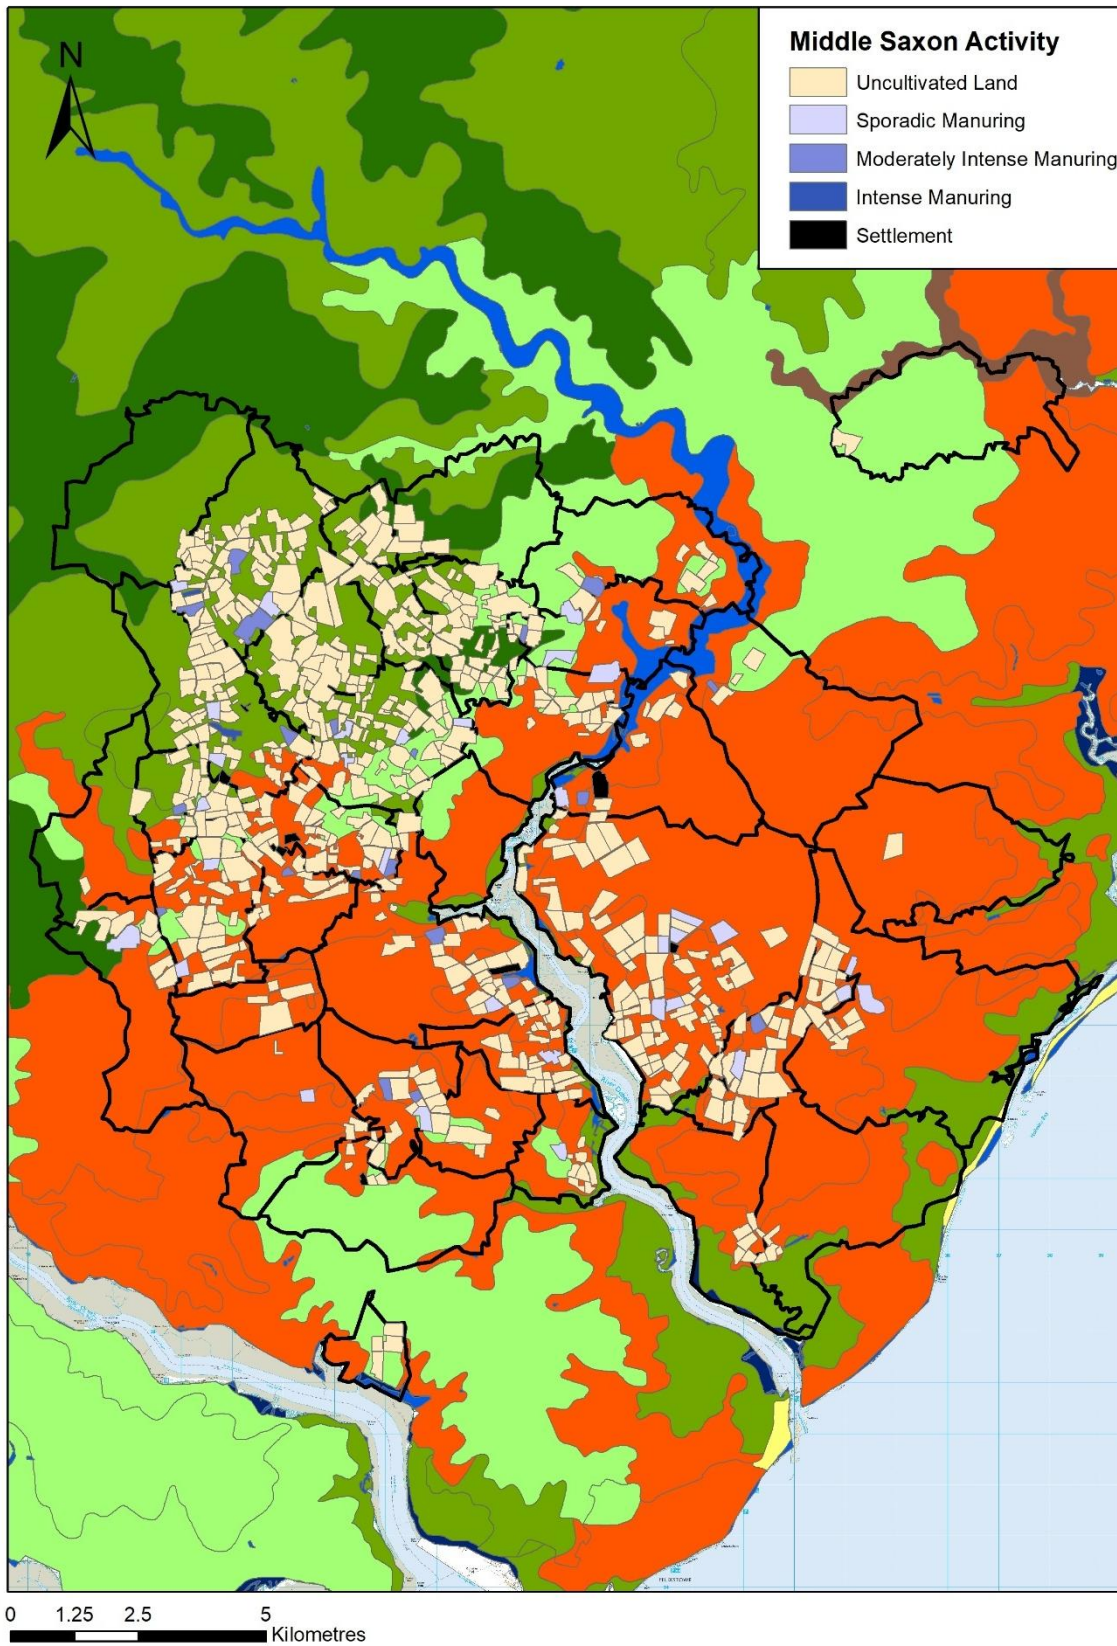 Middle Saxon Activity
Uncultivated Land
Sporadic Manuring
Moderately Intense Manuring
Intense Manuring
Settlement
N
L
0 1.25 2.5 5
Kilometres